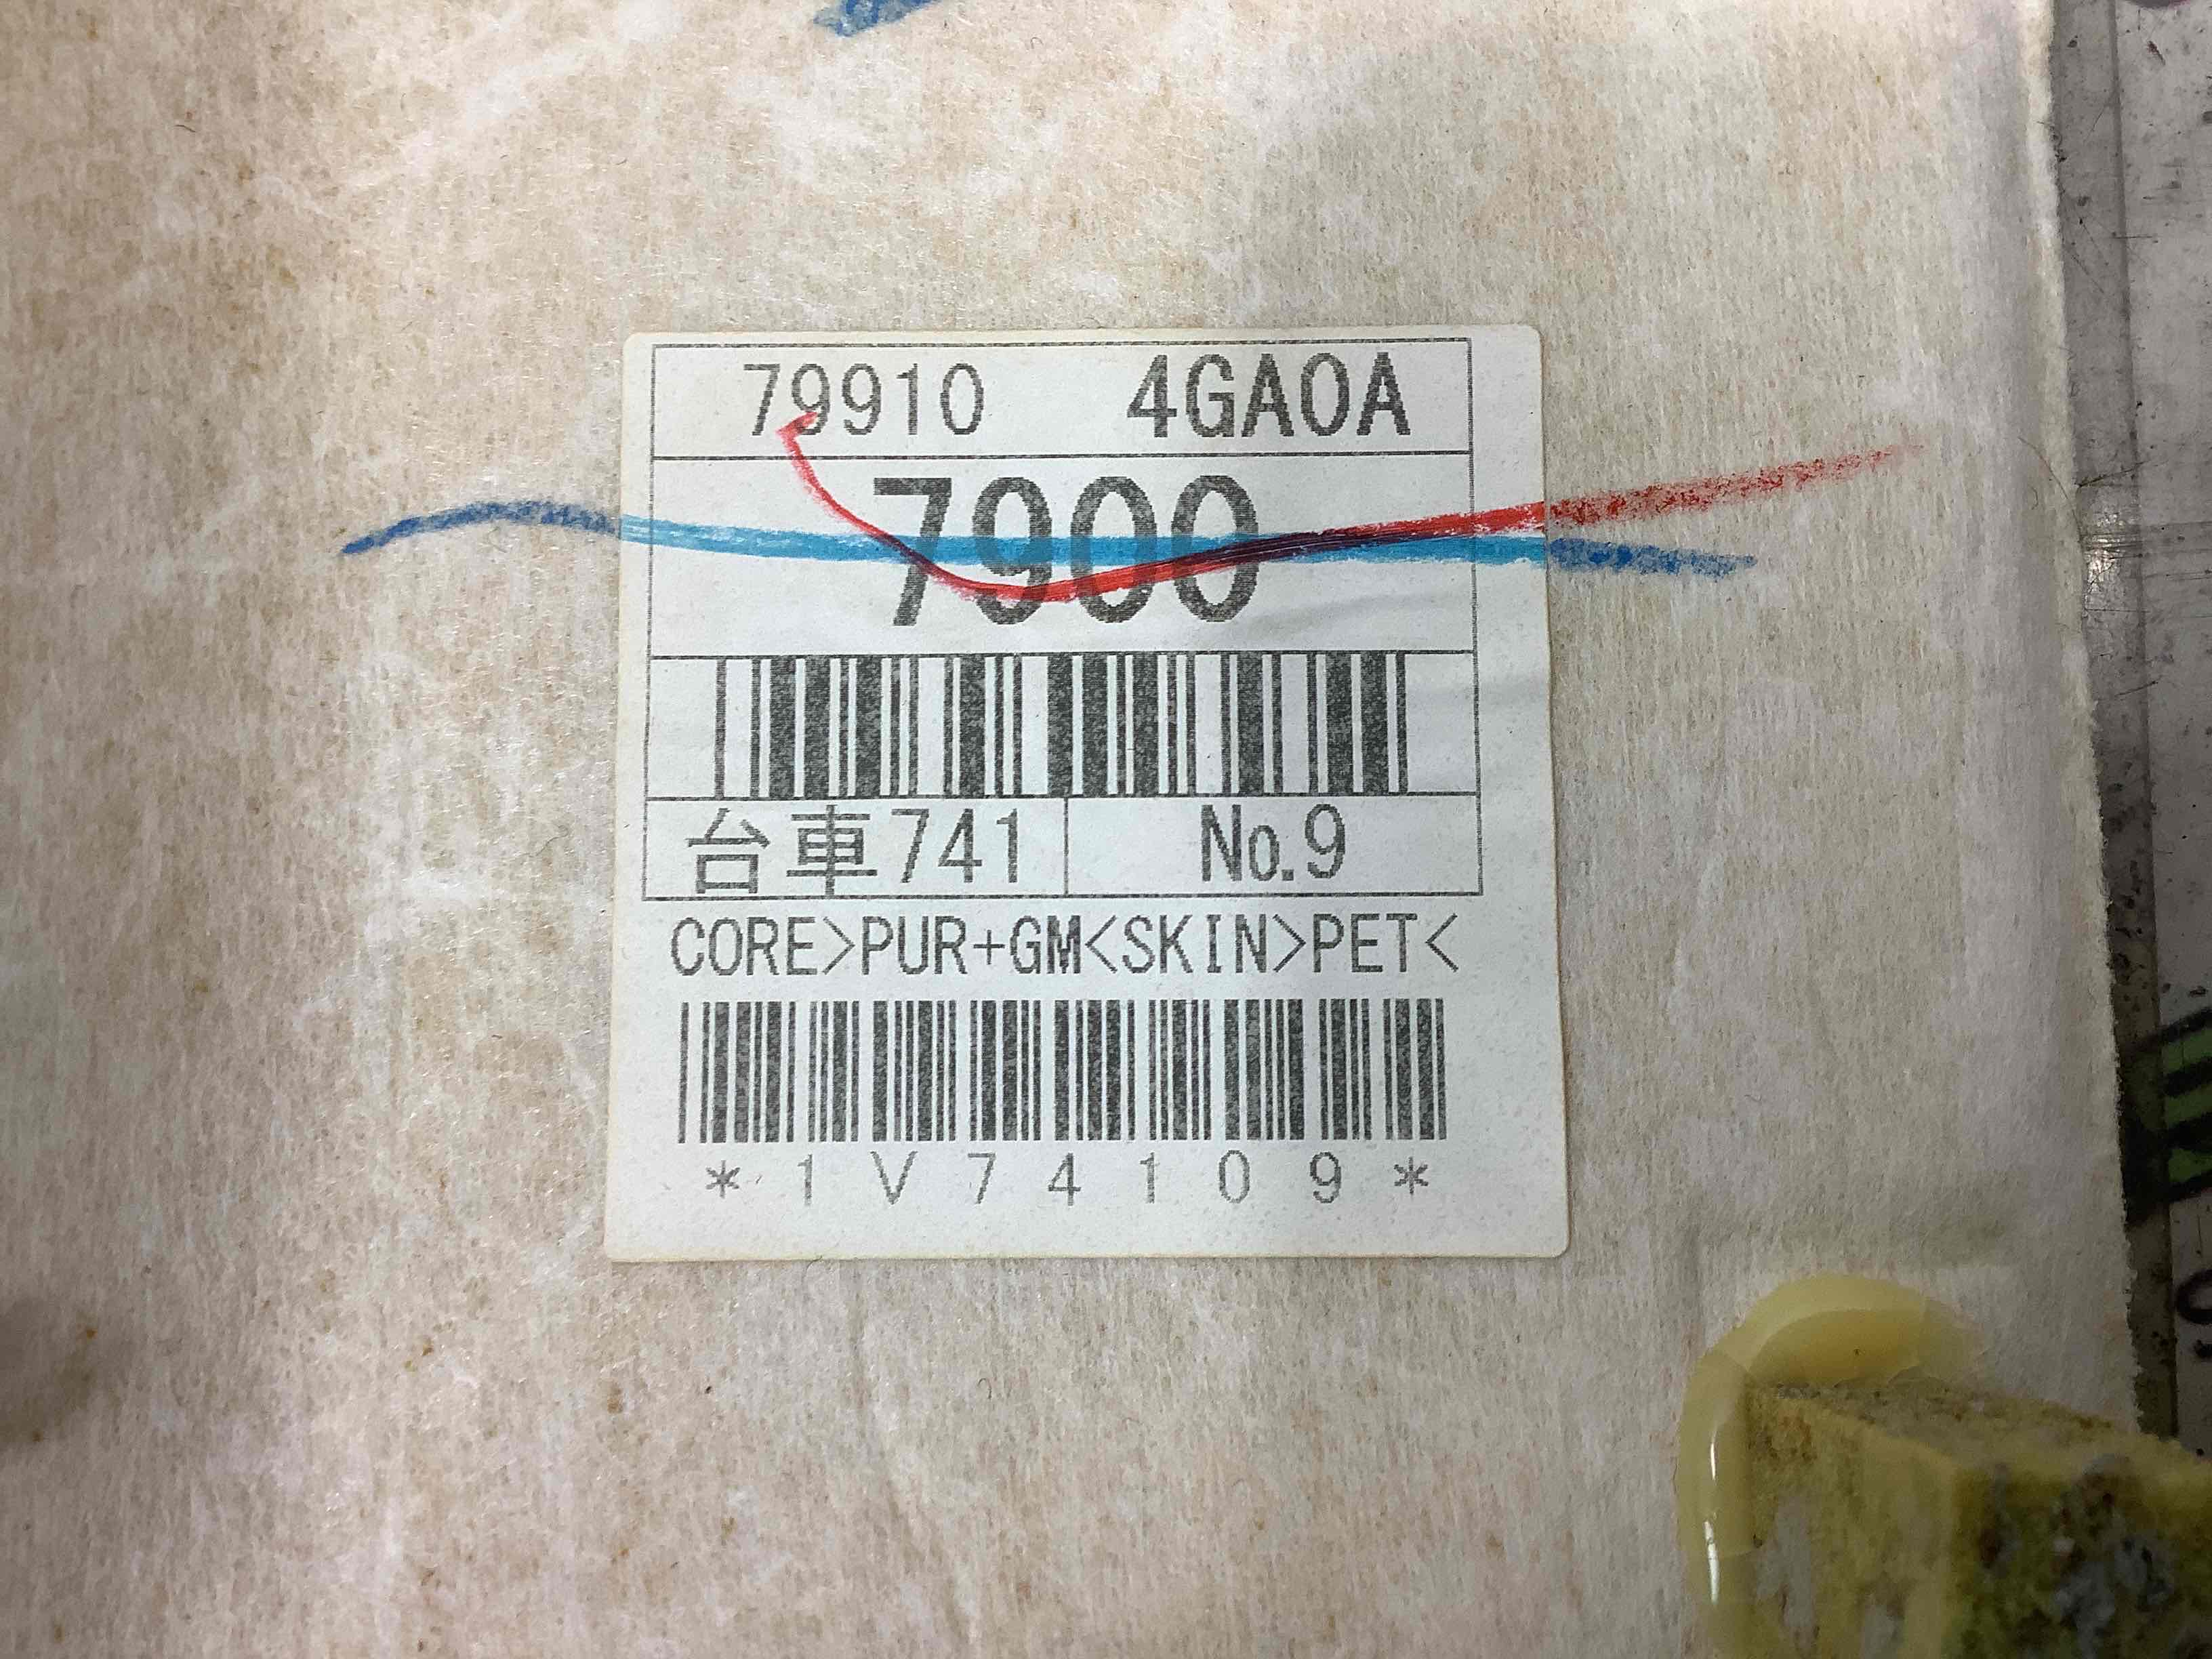 79910 4GA0A
7900
台車741 No.9
CORE>PUR+GM<SKIN>PET<
*1V74109*